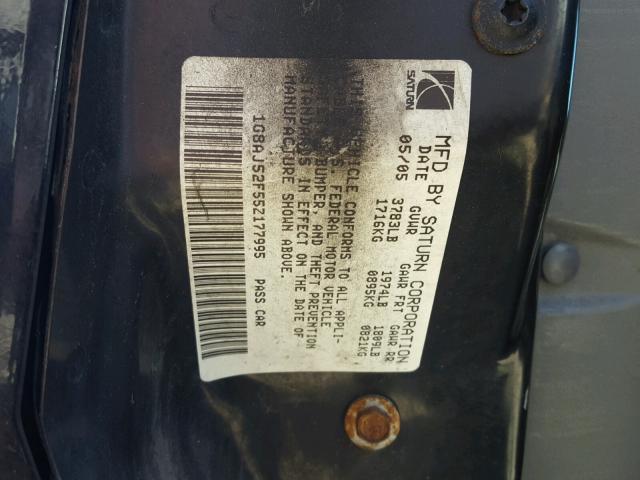 SATURN
MFD BY SATURN CORPORATION
DATE GVWR GAWR FRT GAWR RR
05/05 3783LB 1974LB 1809LB
1716KG 0895KG 0821KG
THIS VEHICLE CONFORMS TO ALL APPLI-
FEDERAL MOTOR VEHICLE
BUMPER, AND THEFT PREVENTION
STANDARDS IN EFFECT ON THE DATE OF
MANUFACTURE SHOWN ABOVE.
1G8AJ52F55Z177995 PASS CAR